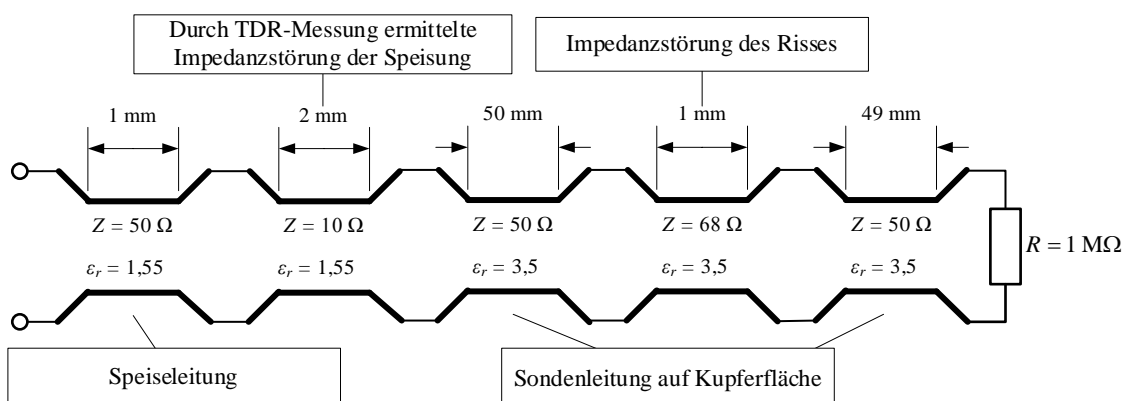 Durch TDR-Messung ermittelte
Impedanzstörung der Speisung
Impedanzstörung des Risses
1 mm
2 mm
50 mm
1 mm
49 mm
Z = 50 Ω
Z = 10 Ω
Z = 50 Ω
Z = 68 Ω
Z = 50 Ω
R = 1 MΩ
εr = 1,55
εr = 1,55
εr = 3,5
εr = 3,5
εr = 3,5
Speiseleitung
Sondenleitung auf Kupferfläche